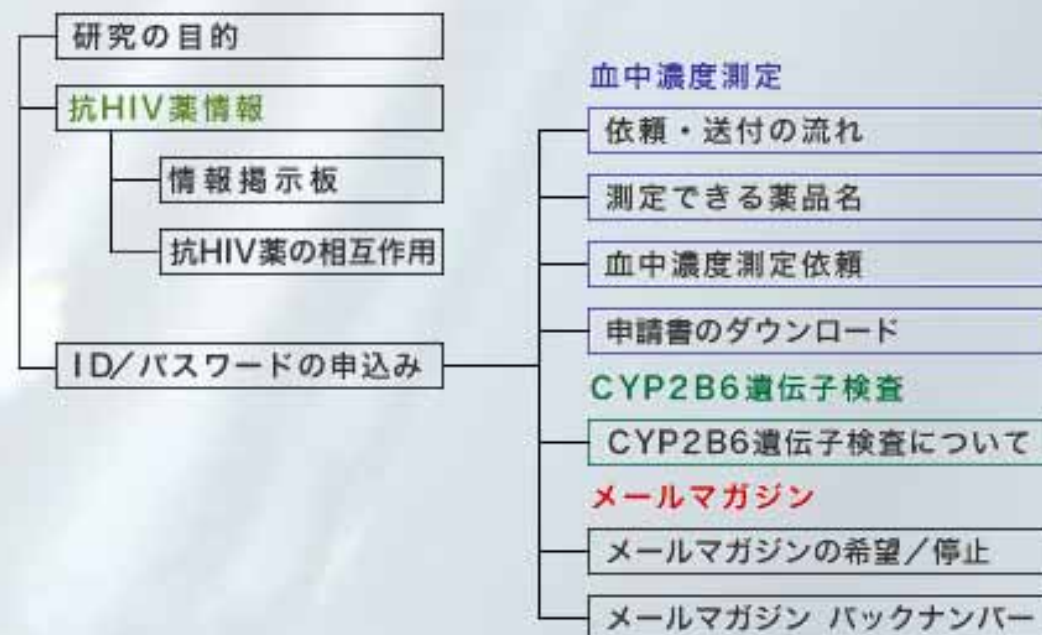 研究の目的
抗HIV薬情報
情報掲示板
抗HIV薬の相互作用
ID/パスワードの申込み
血中濃度測定
依頼・送付の流れ
測定できる薬品名
血中濃度測定依頼
申請書のダウンロード
CYP2B6遺伝子検査
CYP2B6遺伝子検査について
メールマガジン
メールマガジンの希望/停止
メールマガジン バックナンバー